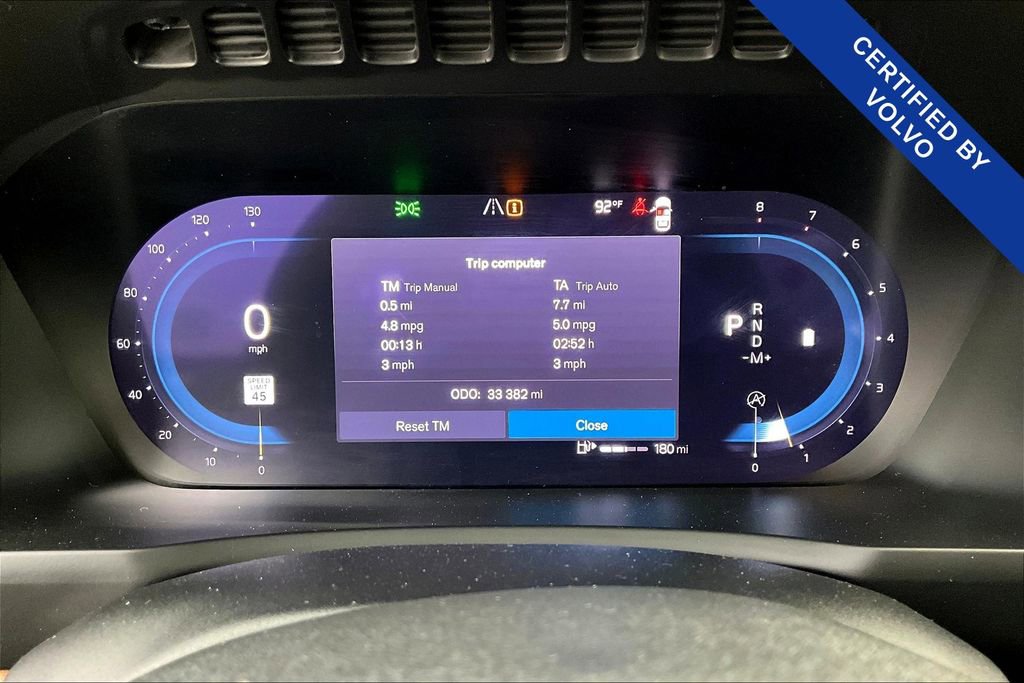 CERTIFIED BY
VOLVO
92°F
130
120
100
80
60
40
20
10
0
0
mph
SPEED
LIMIT
45
Trip computer
TM Trip Manual
TA Trip Auto
0.5 mi
7.7 mi
4.8 mpg
5.0 mpg
00:13 h
02:52 h
3 mph
3 mph
ODO: 33 382 mi
Reset TM
Close
180 mi
P
R
N
D
-M+
A
8
7
6
5
4
3
2
1
0